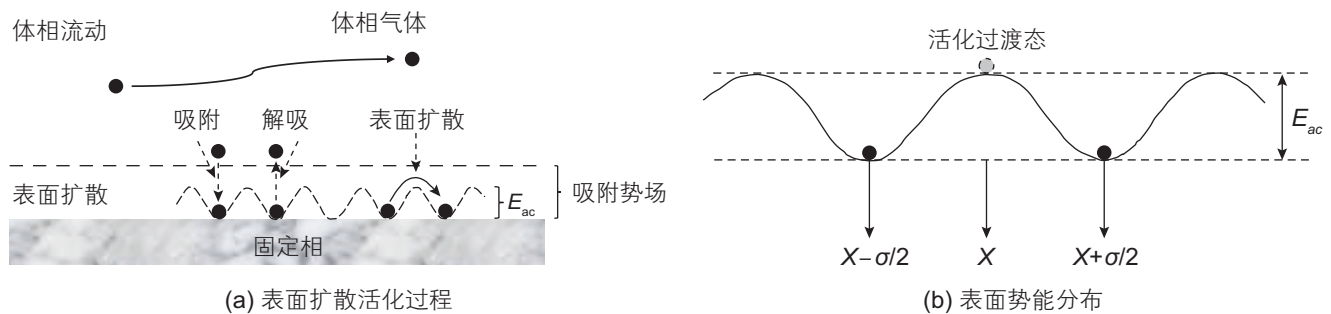 体相流动
体相气体
吸附
解吸
表面扩散
表面扩散
E_ac
吸附势场
固定相
(a) 表面扩散活化过程
活化过渡态
E_ac
X−σ/2
X
X+σ/2
(b) 表面势能分布